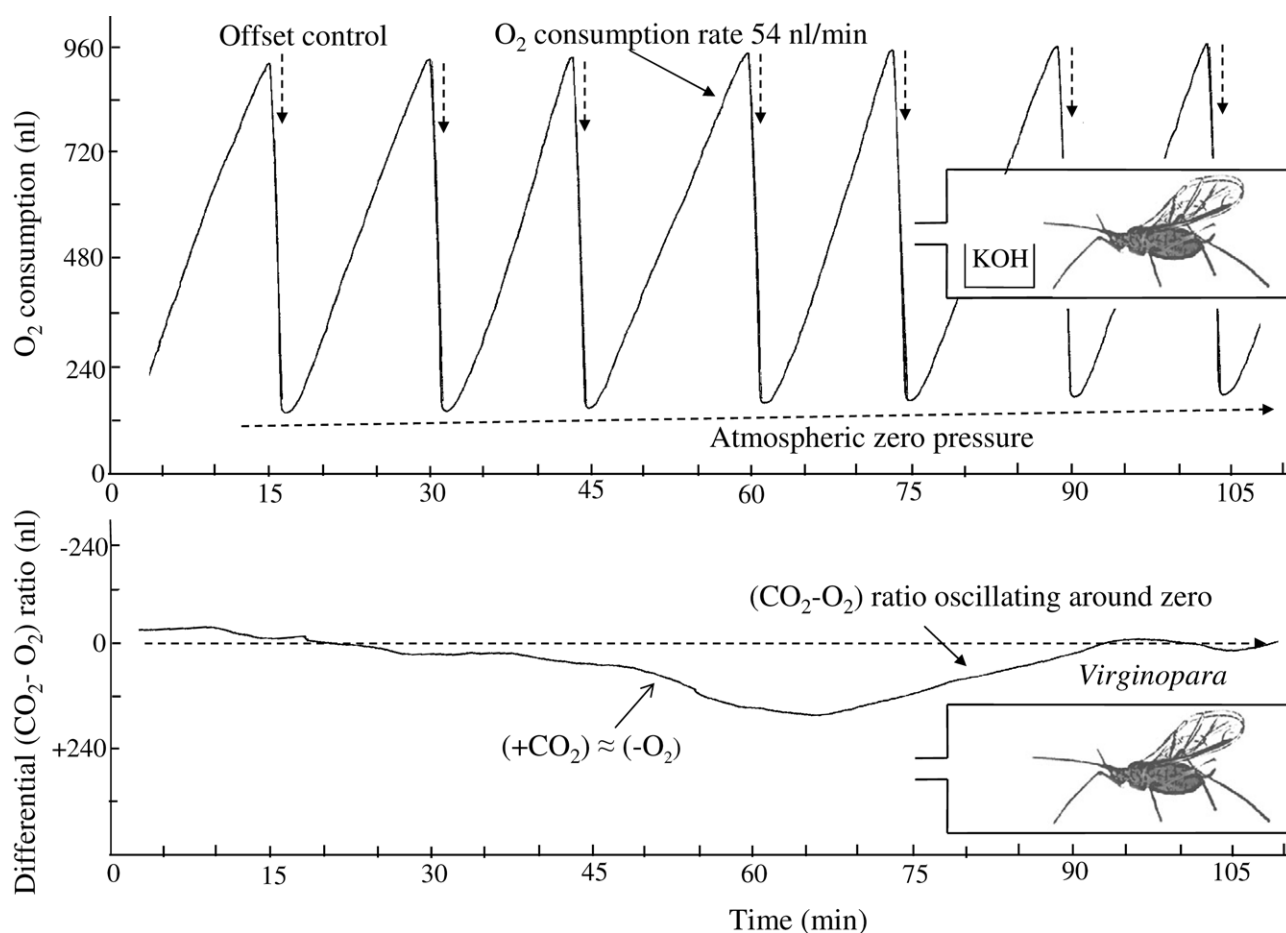 O₂ consumption (nl)
960
720
480
240
0
Offset control
O₂ consumption rate 54 nl/min
KOH
Atmospheric zero pressure
0 15 30 45 60 75 90 105
Differential (CO₂- O₂) ratio (nl)
-240
0
+240
(CO₂-O₂) ratio oscillating around zero
Virginopara
(+CO₂) ≈ (-O₂)
0 15 30 45 60 75 90 105
Time (min)